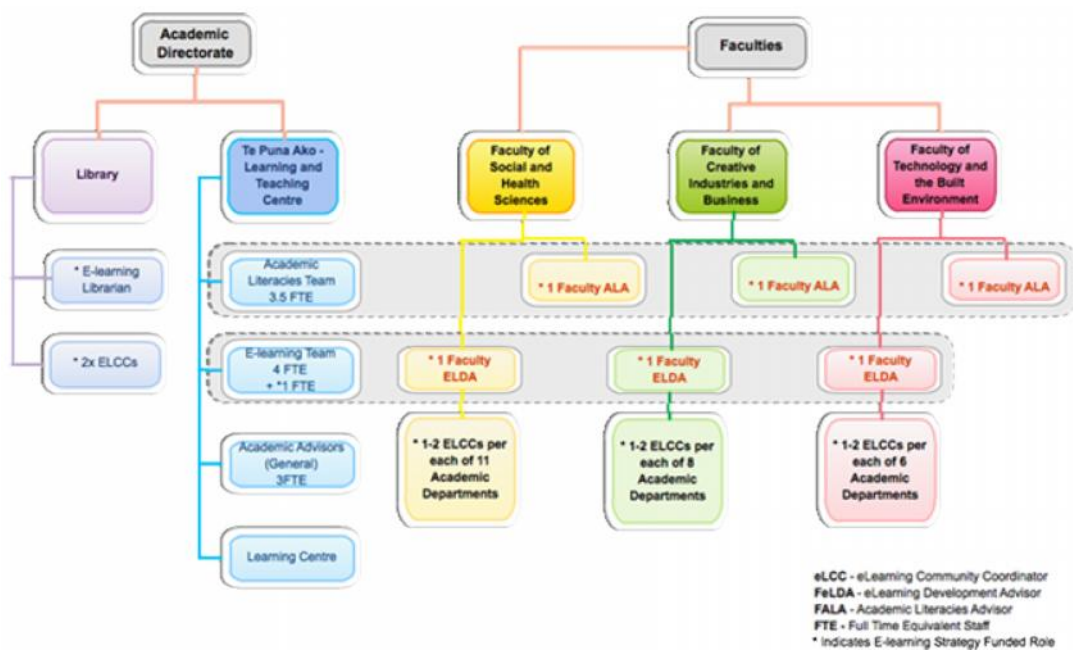 Academic
Directorate
Faculties
Library
Te Puna Ako -
Learning and
Teaching
Centre
Faculty of
Social and
Health
Sciences
Faculty of
Creative
Industries and
Business
Faculty of
Technology and
the Built
Environment
* E-learning
Librarian
Academic
Literacies Team
3.5 FTE
* 1 Faculty ALA
* 1 Faculty ALA
* 1 Faculty ALA
* 2x ELCCs
E-learning Team
4 FTE
+ *1 FTE
* 1 Faculty
ELDA
* 1 Faculty
ELDA
* 1 Faculty
ELDA
Academic Advisors
(General)
3FTE
* 1-2 ELCCs per
each of 11
Academic
Departments
* 1-2 ELCCs per
each of 8
Academic
Departments
* 1-2 ELCCs per
each of 6
Academic
Departments
Learning Centre
eLCC - eLearning Community Coordinator
FeLDA - eLearning Development Advisor
FALA - Academic Literacies Advisor
FTE - Full Time Equivalent Staff
* Indicates E-learning Strategy Funded Role